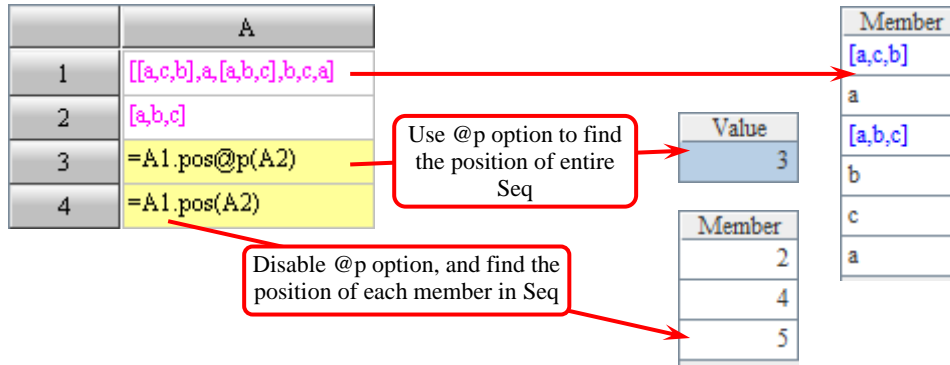 A
1 [[a,c,b],a,[a,b,c],b,c,a]
2 [a,b,c]
3 =A1.pos@p(A2)
4 =A1.pos(A2)
Use @p option to find
the position of entire
Seq
Disable @p option, and find the
position of each member in Seq
Value
3
Member
2
4
5
Member
[a,c,b]
a
[a,b,c]
b
c
a